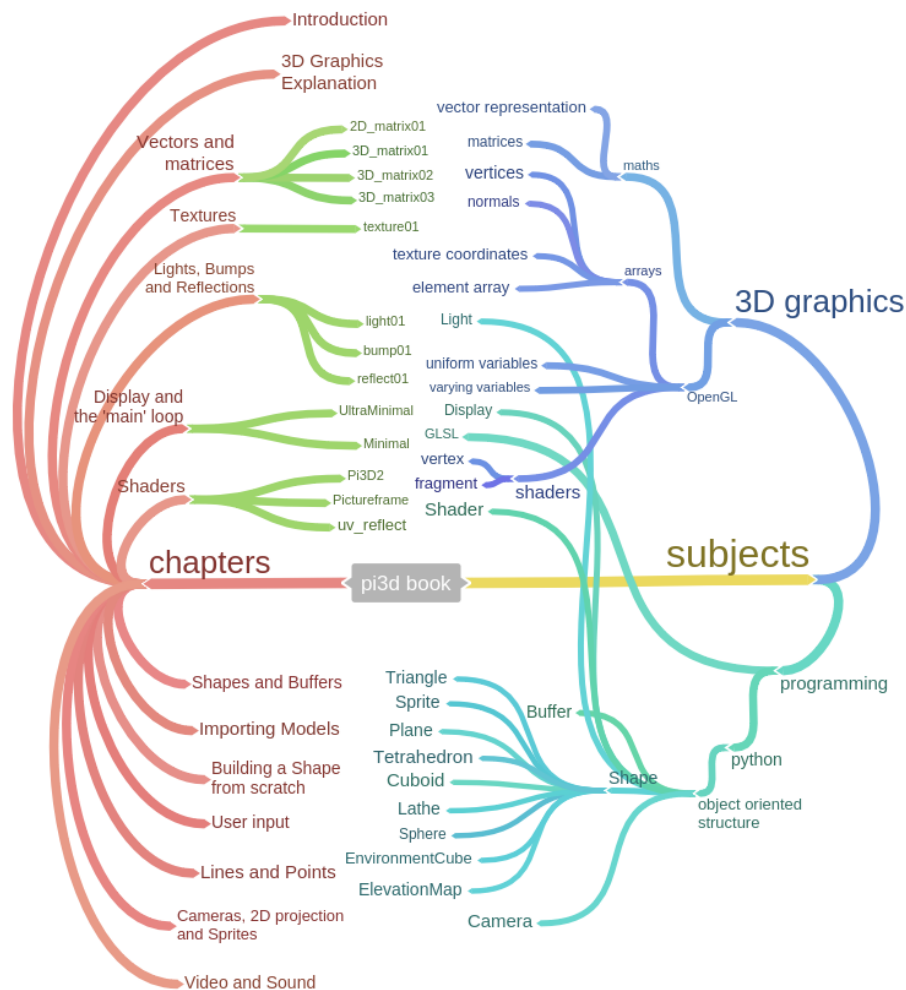 Introduction
3D Graphics
Explanation
Vectors and
matrices
2D_matrix01
3D_matrix01
3D_matrix02
3D_matrix03
Textures
texture01
Lights, Bumps
and Reflections
light01
bump01
reflect01
Display and
the 'main' loop
UltraMinimal
Minimal
Shaders
Pi3D2
Pictureframe
uv_reflect
chapters
pi3d book
subjects
Shapes and Buffers
Importing Models
Building a Shape
from scratch
User input
Lines and Points
Cameras, 2D projection
and Sprites
Video and Sound
vector representation
matrices
maths
vertices
normals
texture coordinates
element array
arrays
3D graphics
Light
uniform variables
varying variables
OpenGL
Display
GLSL
vertex
fragment
shaders
Shader
programming
python
object oriented
structure
Buffer
Shape
Triangle
Sprite
Plane
Tetrahedron
Cuboid
Lathe
Sphere
EnvironmentCube
ElevationMap
Camera